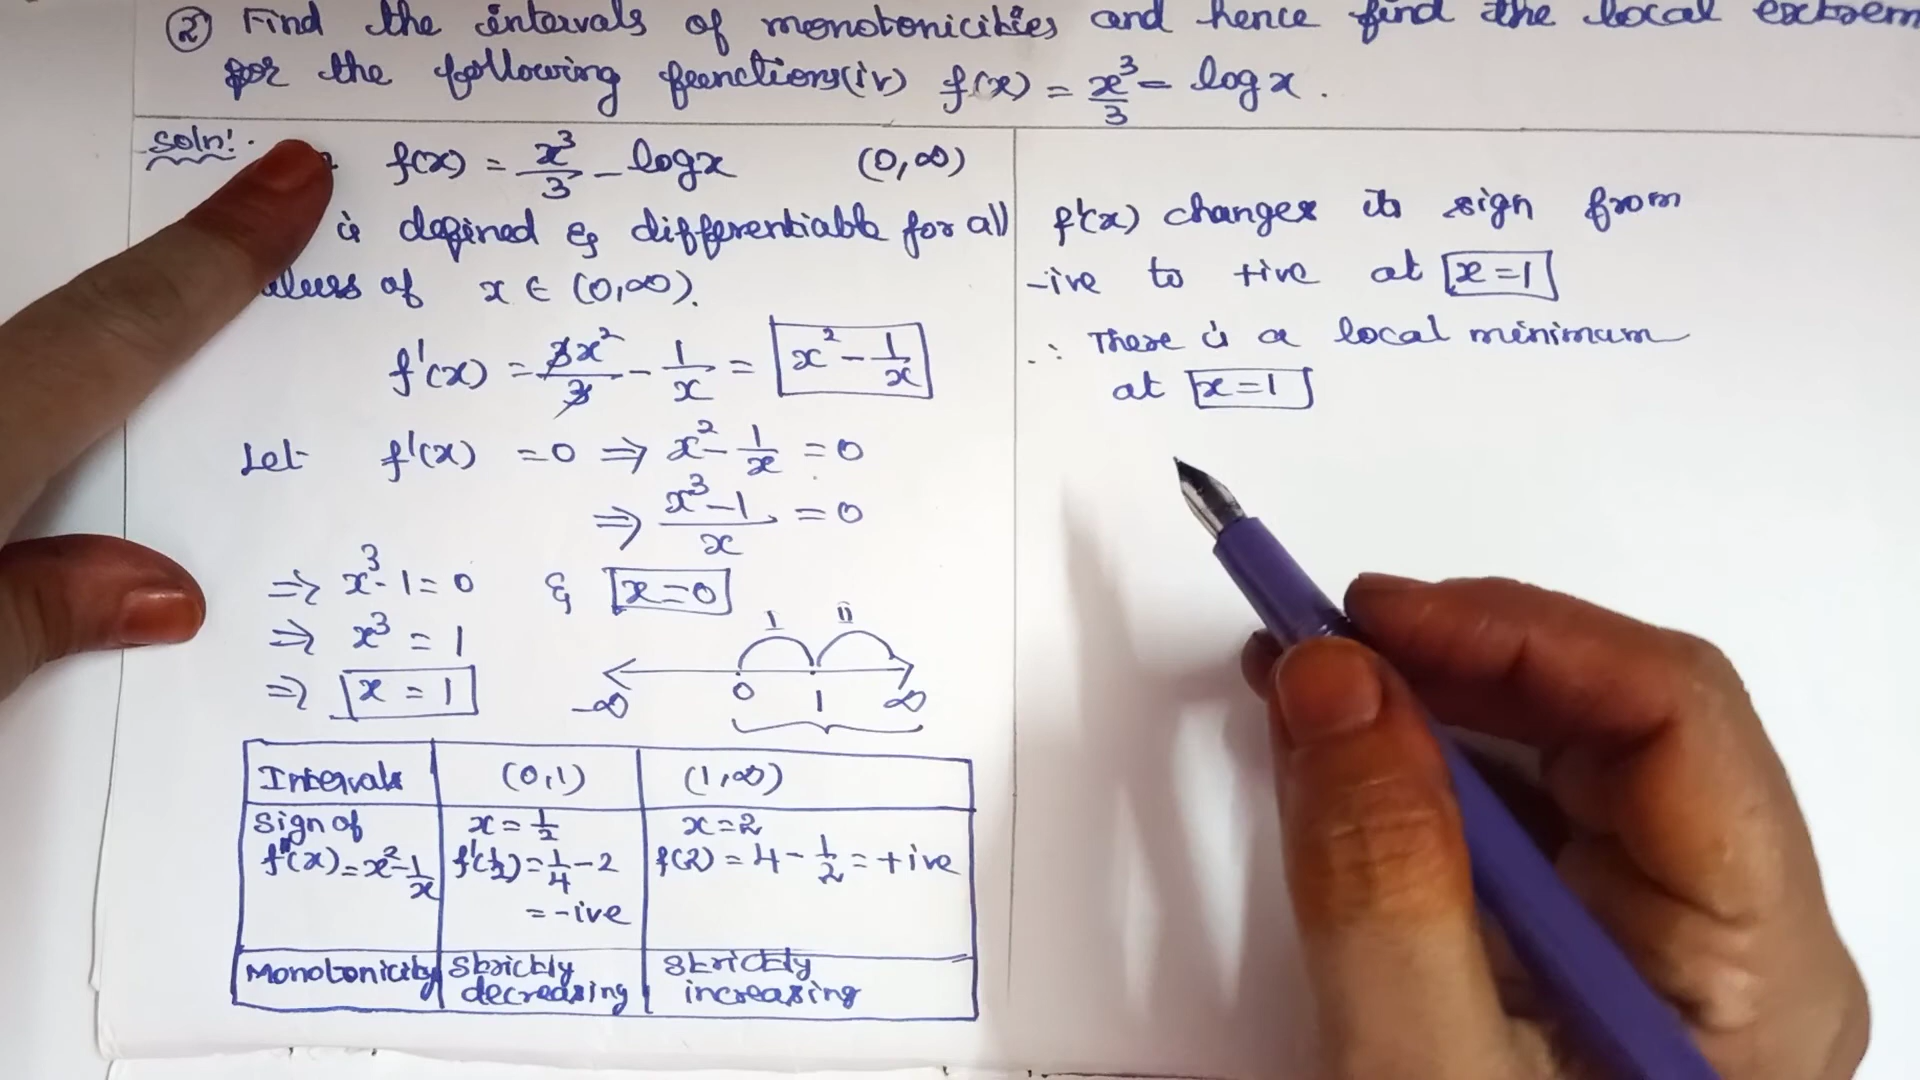 ② Find the intervals of monotonicities and hence find the local extrem
for the following functions(iv) f(x) = x³/3 - log x.
Soln:-
f(x) = x³/3 - log x (0,∞)
is defined & differentiable for all
values of x ∈ (0,∞).
f'(x) = 3x²/3 - 1/x = x² - 1/x
Let f'(x) = 0 ⇒ x² - 1/x = 0
⇒ x³-1/x = 0
⇒ x³-1 = 0 & x=0
⇒ x³ = 1
⇒ x = 1
I II
-∞ 0 1 ∞
Intervals (0,1) (1,∞)
Sign of x = 1/2 x=2
f'(x)=x²-1/x f'(1/2)=1/4-2 f(2) = 4 - 1/2 = +ive
= -ive
Monotonicity Strictly decreasing Strictly increasing
f'(x) changes its sign from
-ive to +ive at x=1
∴ There is a local minimum
at x=1